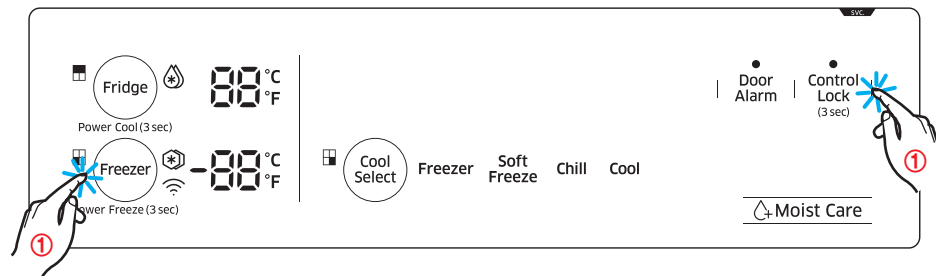 SVC.
Fridge
88 °C
°F
Power Cool (3 sec)
Freezer
-88 °C
°F
ower Freeze (3 sec)
Cool
Select
Freezer
Soft
Freeze
Chill
Cool
Door
Alarm
Control
Lock
(3 sec)
Moist Care
①
①